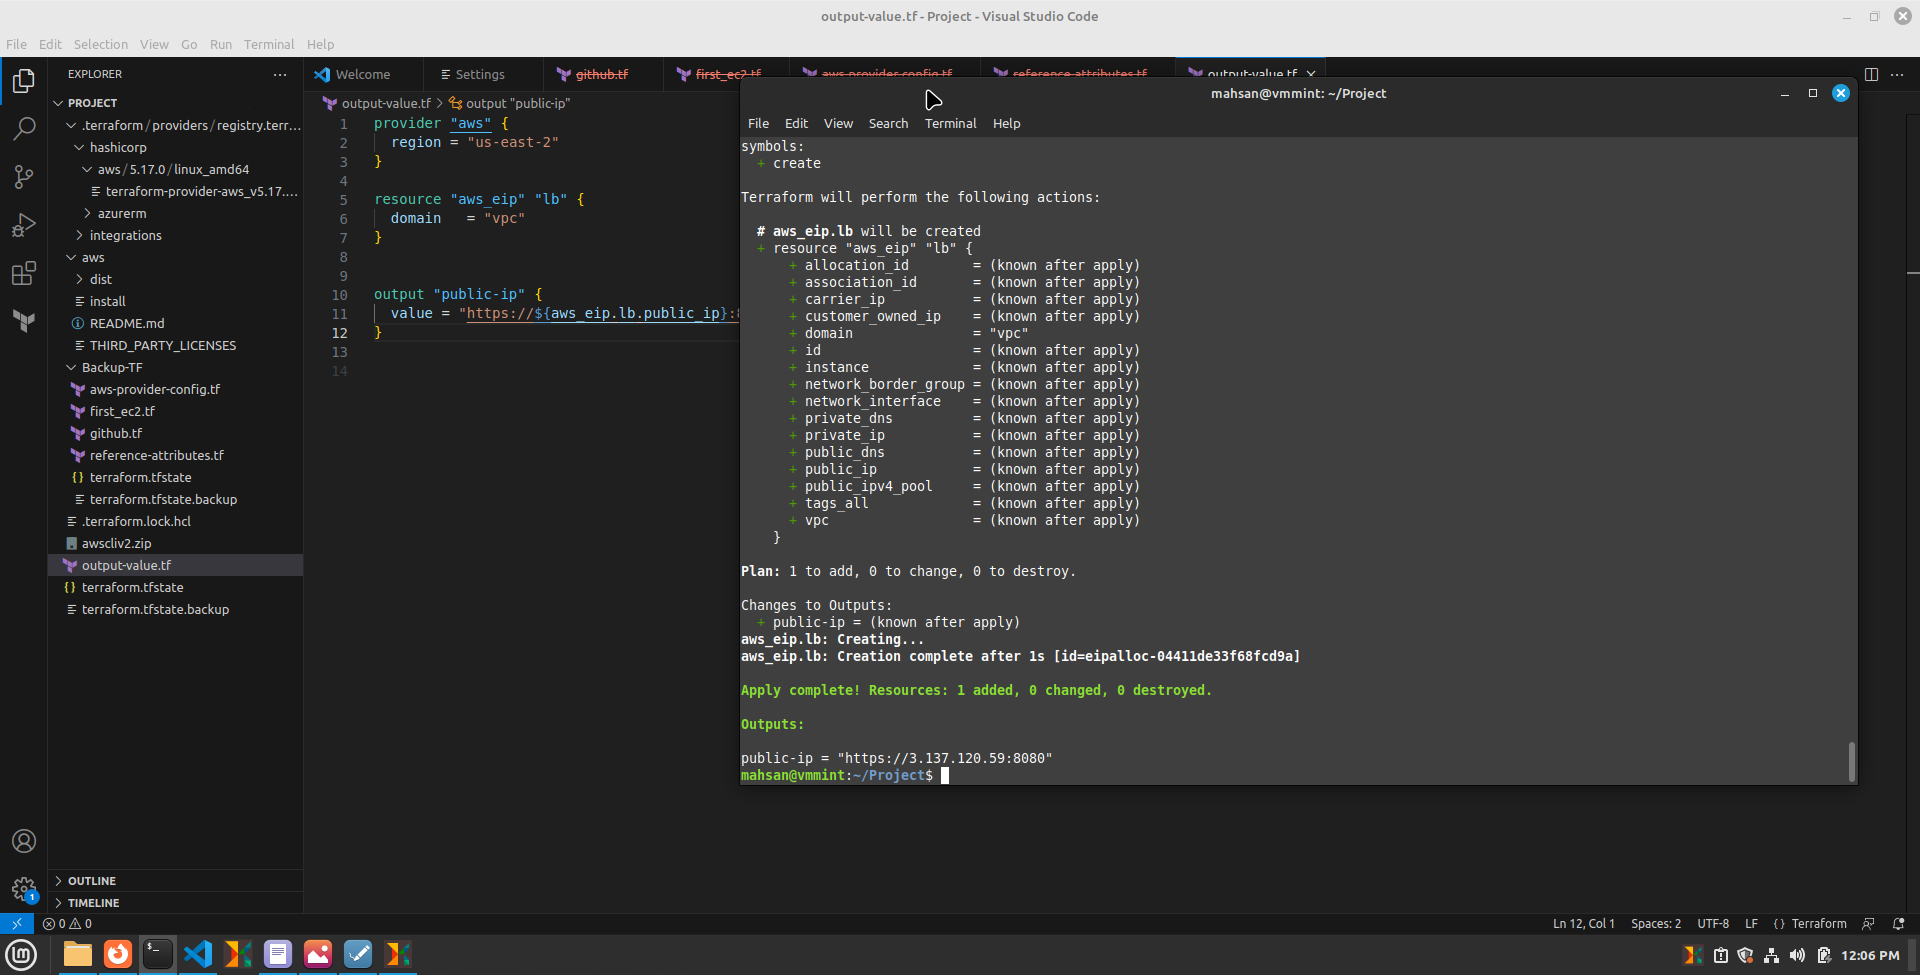 output-value.tf - Project - Visual Studio Code
File Edit Selection View Go Run Terminal Help
EXPLORER
PROJECT
.terraform/providers/registry.terr...
hashicorp
aws/5.17.0/linux_amd64
terraform-provider-aws_v5.17....
azurerm
integrations
aws
dist
install
README.md
THIRD_PARTY_LICENSES
Backup-TF
aws-provider-config.tf
first_ec2.tf
github.tf
reference-attributes.tf
terraform.tfstate
terraform.tfstate.backup
.terraform.lock.hcl
awscliv2.zip
output-value.tf
terraform.tfstate
terraform.tfstate.backup
OUTLINE
TIMELINE
Welcome Settings github.tf first_ec2.tf aws-provider-config.tf reference-attributes.tf output-value.tf
output-value.tf > output "public-ip"
1 provider "aws" {
2 region = "us-east-2"
3 }
4
5 resource "aws_eip" "lb" {
6 domain = "vpc"
7 }
8
9
10 output "public-ip" {
11 value = "https://${aws_eip.lb.public_ip}:8
12 }
13
14
mahsan@vmmint: ~/Project
File Edit View Search Terminal Help
symbols:
+ create
Terraform will perform the following actions:
# aws_eip.lb will be created
+ resource "aws_eip" "lb" {
+ allocation_id = (known after apply)
+ association_id = (known after apply)
+ carrier_ip = (known after apply)
+ customer_owned_ip = (known after apply)
+ domain = "vpc"
+ id = (known after apply)
+ instance = (known after apply)
+ network_border_group = (known after apply)
+ network_interface = (known after apply)
+ private_dns = (known after apply)
+ private_ip = (known after apply)
+ public_dns = (known after apply)
+ public_ip = (known after apply)
+ public_ipv4_pool = (known after apply)
+ tags_all = (known after apply)
+ vpc = (known after apply)
}
Plan: 1 to add, 0 to change, 0 to destroy.
Changes to Outputs:
+ public-ip = (known after apply)
aws_eip.lb: Creating...
aws_eip.lb: Creation complete after 1s [id=eipalloc-04411de33f68fcd9a]
Apply complete! Resources: 1 added, 0 changed, 0 destroyed.
Outputs:
public-ip = "https://3.137.120.59:8080"
mahsan@vmmint:~/Project$
1
0 0
Ln 12, Col 1 Spaces: 2 UTF-8 LF {} Terraform
12:06 PM